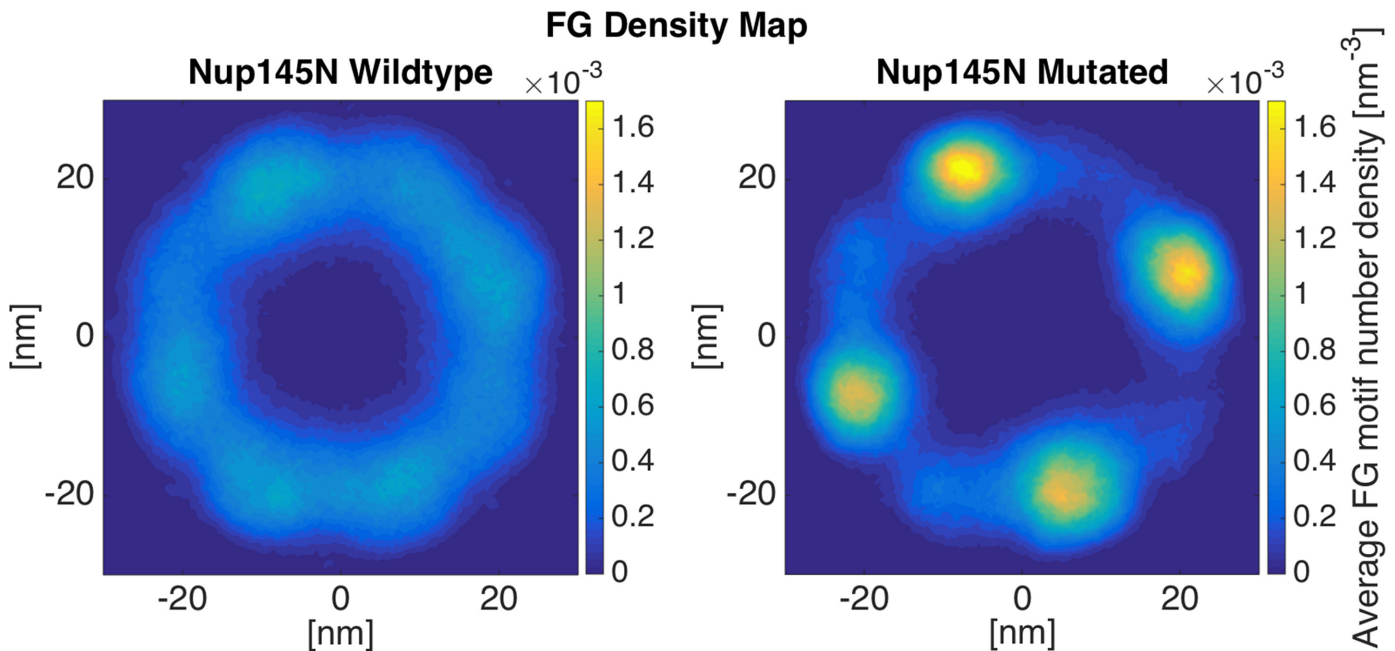 FG Density Map
Nup145N Wildtype
×10^-3
20
0
-20
[nm]
-20 0 20
[nm]
1.6
1.4
1.2
1
0.8
0.6
0.4
0.2
0
Nup145N Mutated
×10^-3
20
0
-20
[nm]
-20 0 20
[nm]
1.6
1.4
1.2
1
0.8
0.6
0.4
0.2
0
Average FG motif number density [nm^-3]